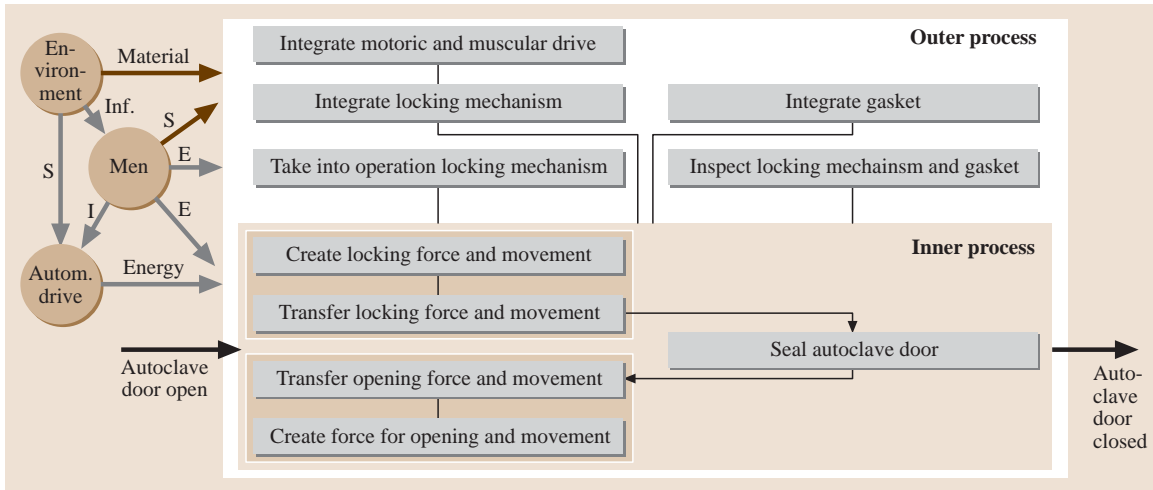 En-
viron-
ment
Material
Inf.
S
Men
E
S
I
E
Autom.
drive
Energy
Autoclave
door open
Outer process
Integrate motoric and muscular drive
Integrate locking mechanism
Integrate gasket
Take into operation locking mechanism
Inspect locking mechainsm and gasket
Inner process
Create locking force and movement
Transfer locking force and movement
Seal autoclave door
Transfer opening force and movement
Create force for opening and movement
Auto-
clave
door
closed